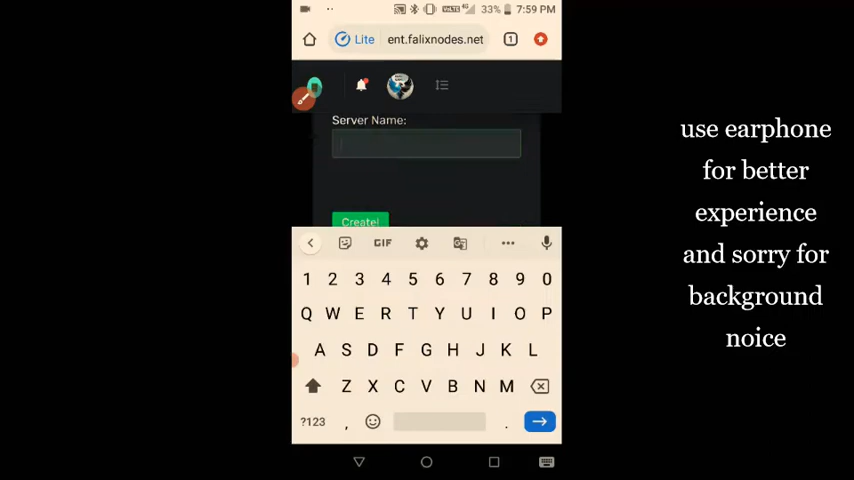 33% 7:59 PM
Lite ent.falixnodes.net 1
Server Name:
Create!
GIF
1 2 3 4 5 6 7 8 9 0
Q W E R T Y U I O P
A S D F G H J K L
Z X C V B N M
?123 , .
use earphone
for better
experience
and sorry for
background
noice